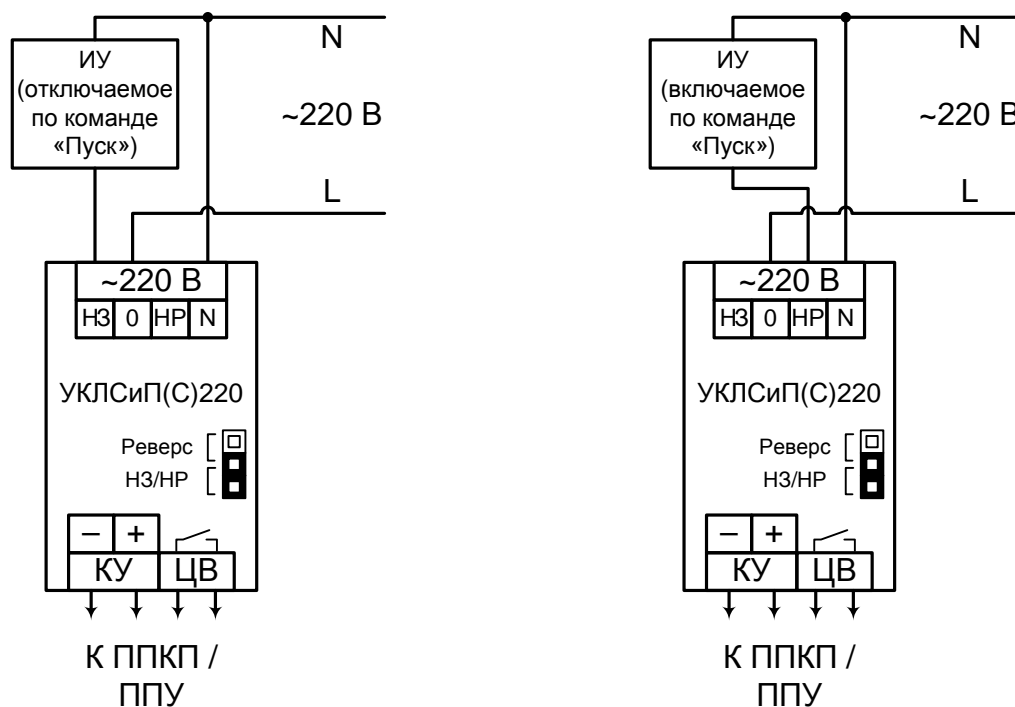 ИУ
(отключаемое
по команде
«Пуск»)
N
~220 В
L
~220 В
НЗ 0 НР N
УКЛСиП(С)220
Реверс
НЗ/НР
– +
КУ ЦВ
К ППКП /
ППУ
ИУ
(включаемое
по команде
«Пуск»)
N
~220 В
L
~220 В
НЗ 0 НР N
УКЛСиП(С)220
Реверс
НЗ/НР
– +
КУ ЦВ
К ППКП /
ППУ